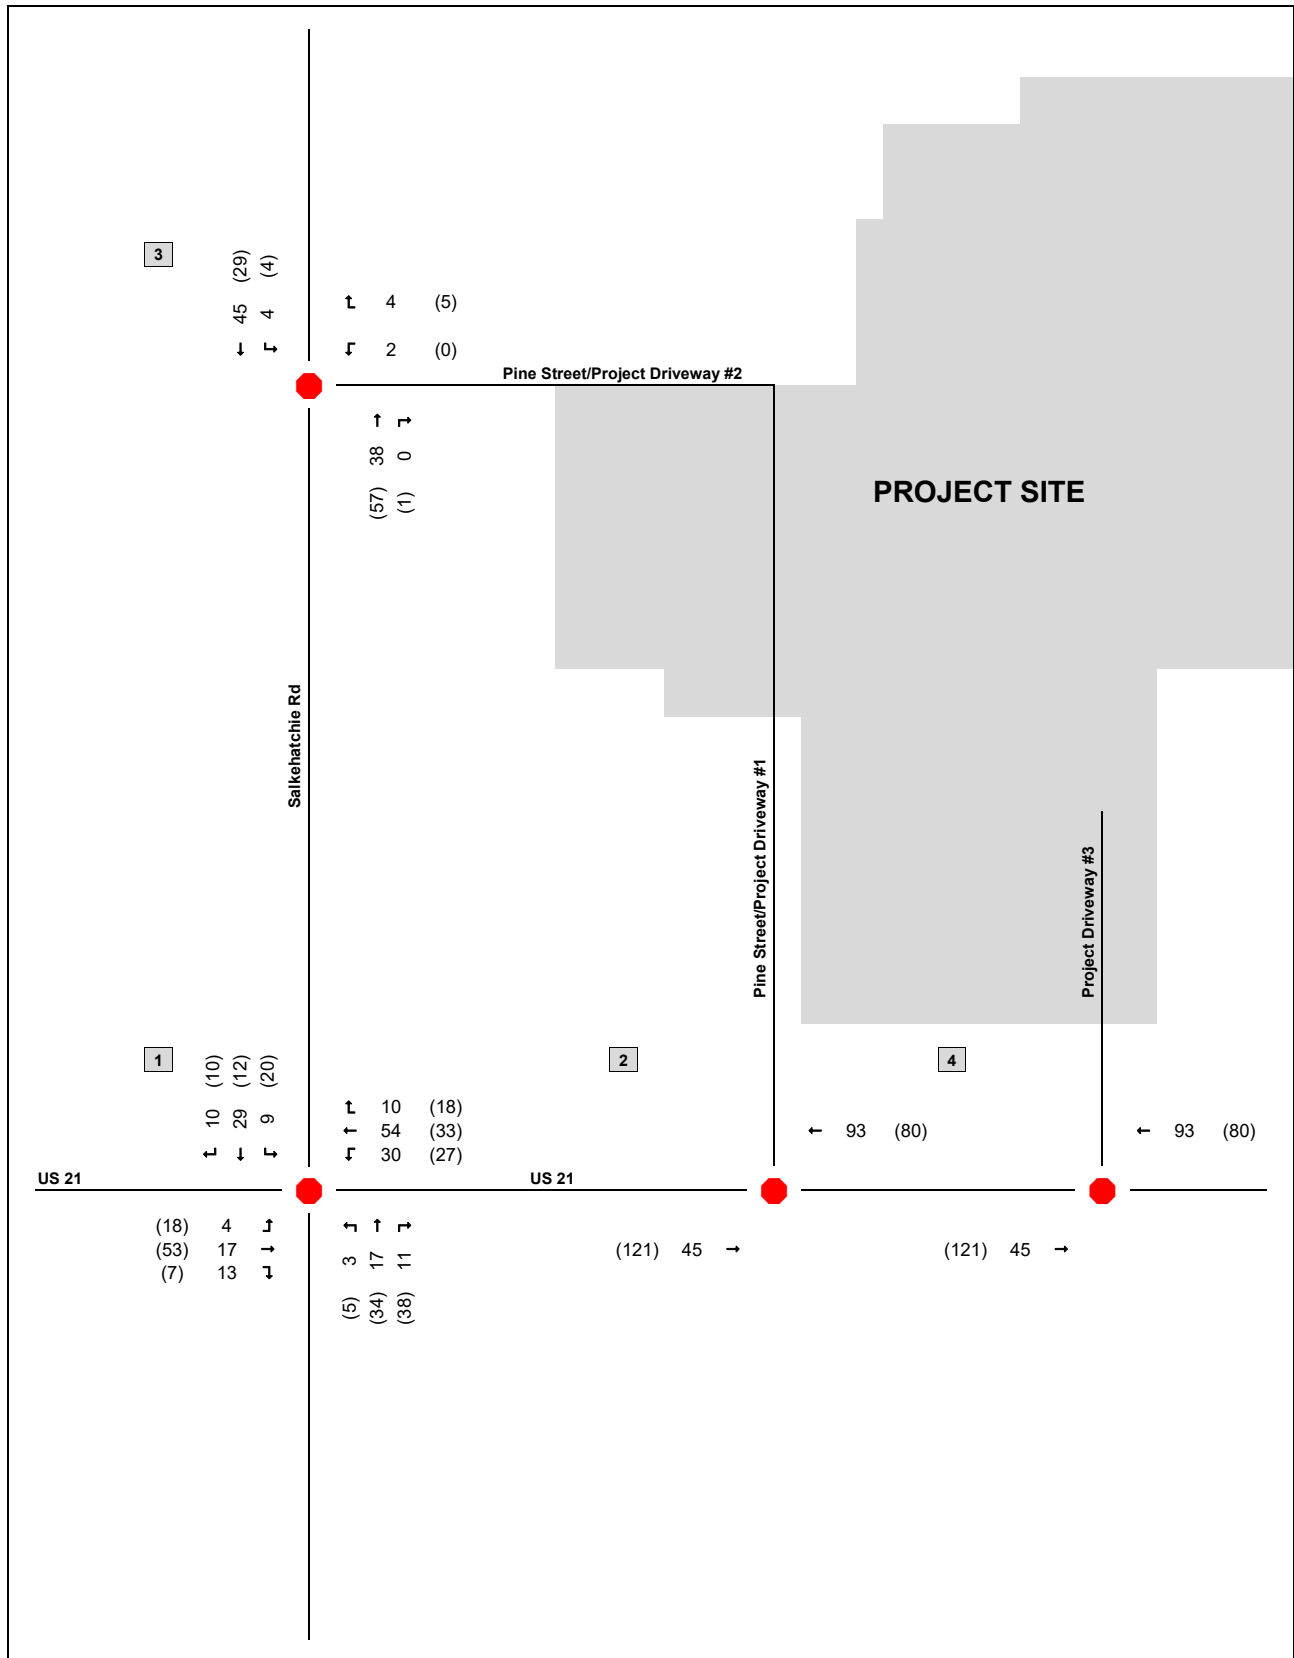 3
(29) (4)
45 4
↓ ↳
↰ 4 (5)
↲ 2 (0)
Pine Street/Project Driveway #2
↑ ↱
38 0
(57) (1)
PROJECT SITE
Salkehatchie Rd
Pine Street/Project Driveway #1
Project Driveway #3
1
(10) (12) (20)
10 29 9
2
4
10 (18)
← 54 (33)
30 (27)
← 93 (80)
← 93 (80)
US 21
US 21
(18) 4
(53) 17 →
(7) 13
3 17 11
(5) (34) (38)
(121) 45 →
(121) 45 →